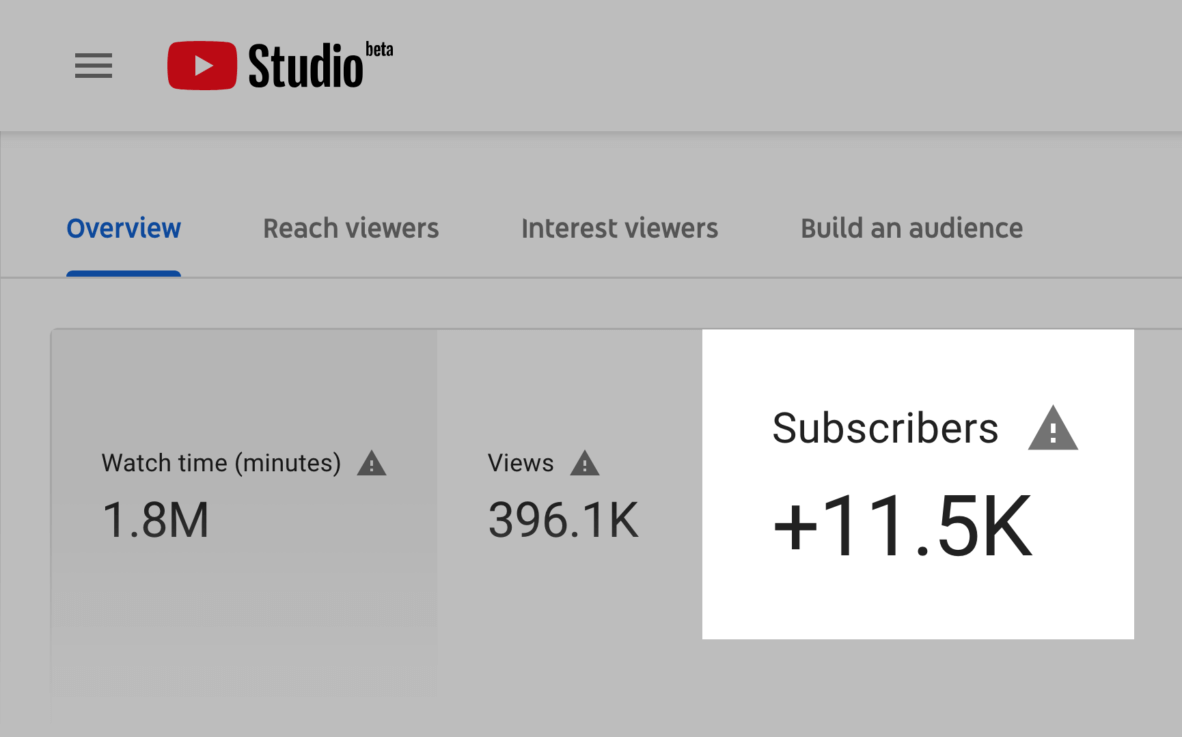 Studio beta
Overview Reach viewers Interest viewers Build an audience
Watch time (minutes)
1.8M
Views
396.1K
Subscribers
+11.5K